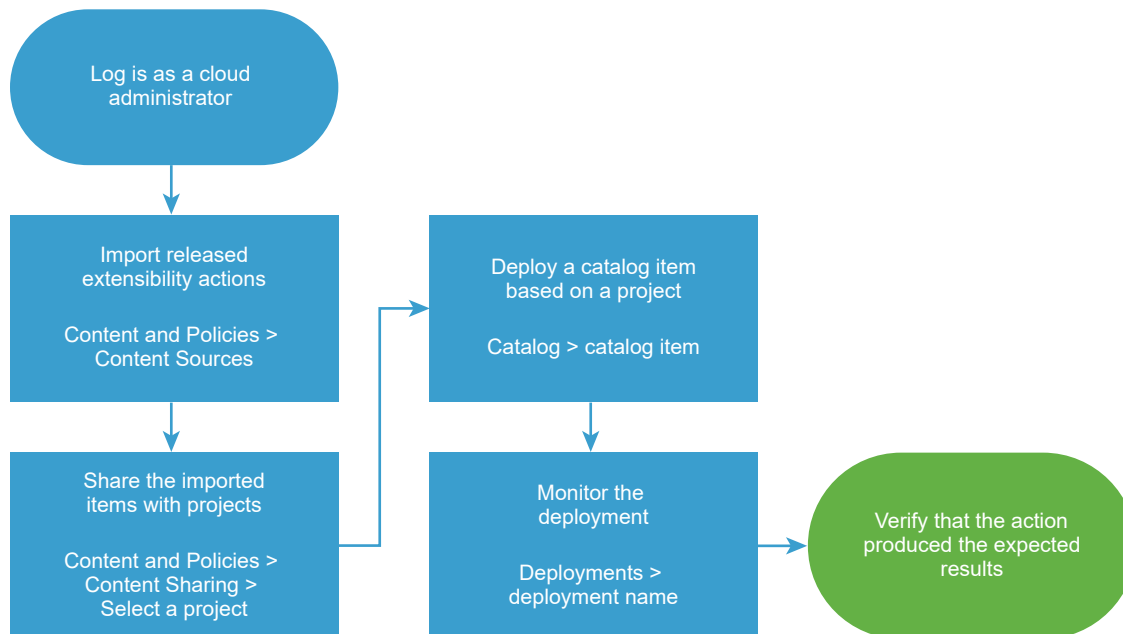 Log is as a cloud
administrator
Import released
extensibility actions
Content and Policies >
Content Sources
Share the imported
items with projects
Content and Policies >
Content Sharing >
Select a project
Deploy a catalog item
based on a project
Catalog > catalog item
Monitor the
deployment
Deployments >
deployment name
Verify that the action
produced the expected
results